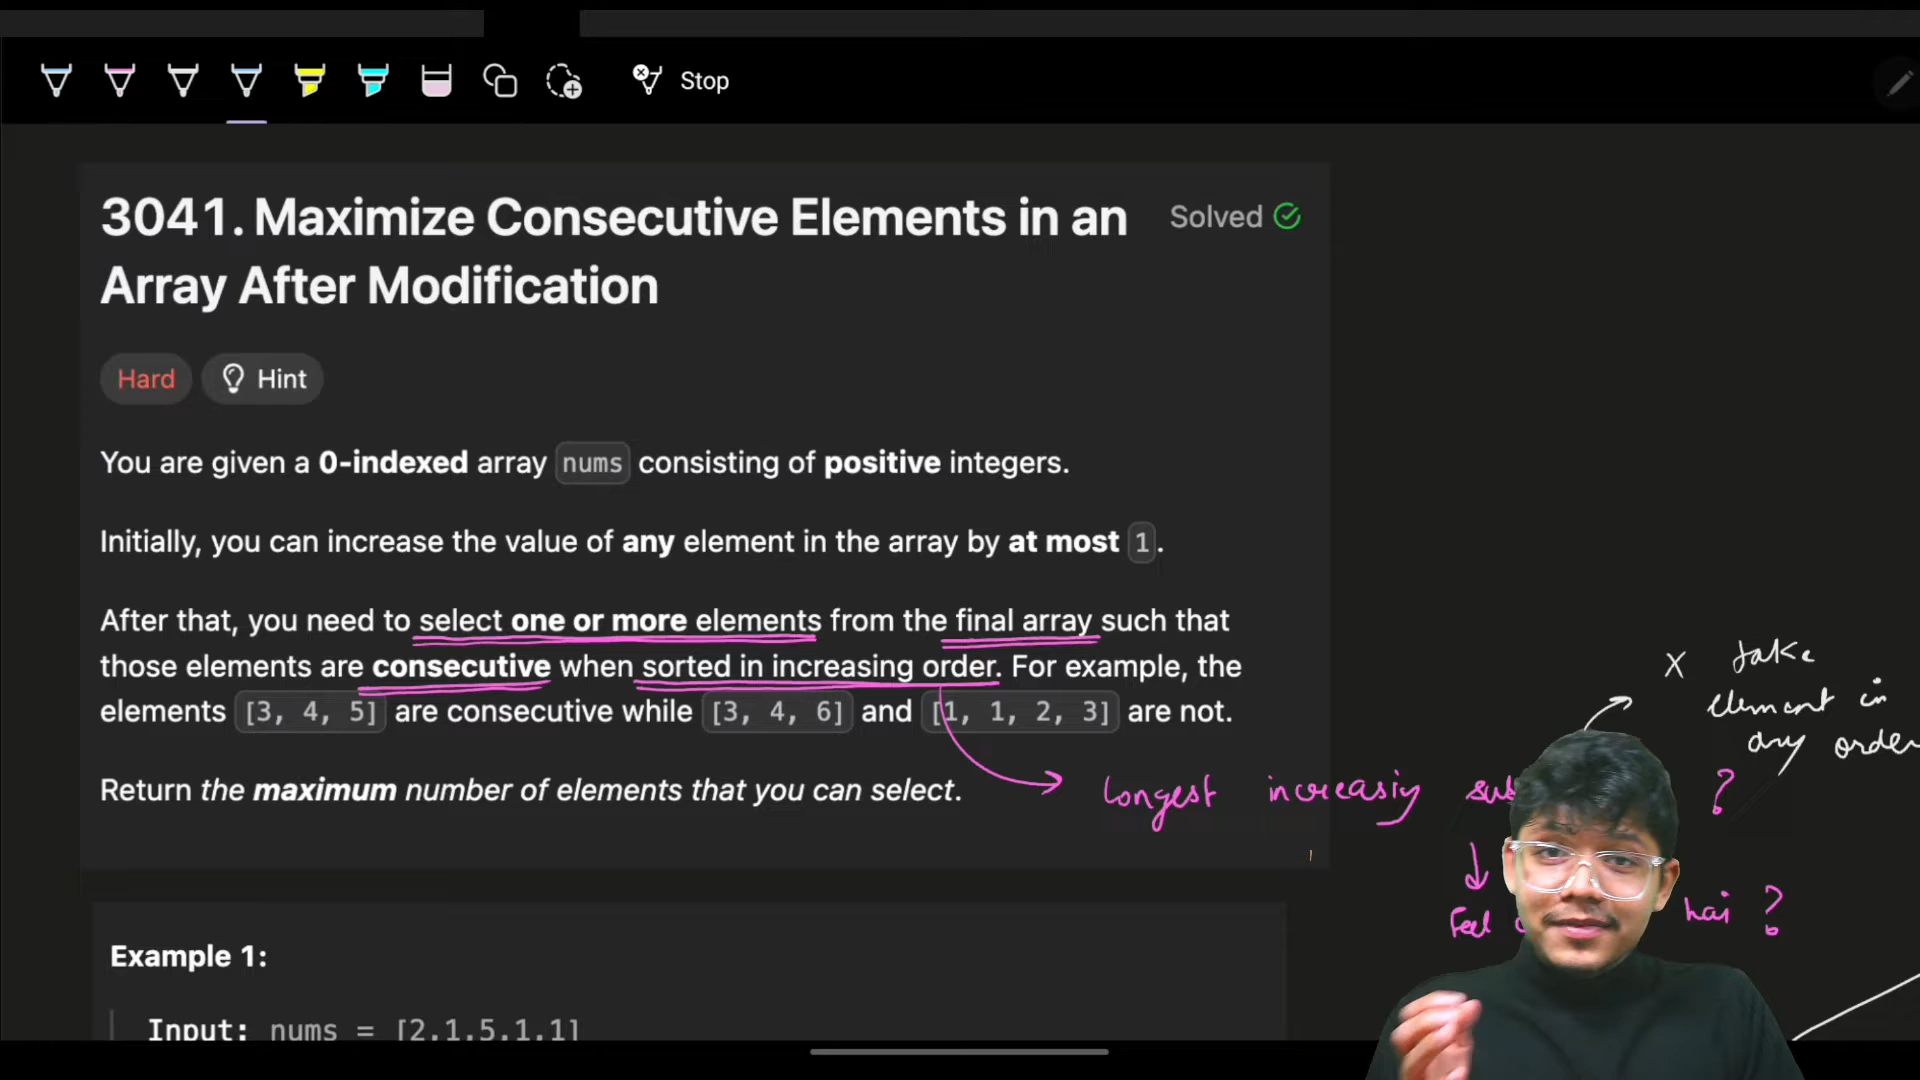 Stop
3041. Maximize Consecutive Elements in an
Array After Modification
Solved
Hard
Hint
You are given a 0-indexed array nums consisting of positive integers.
Initially, you can increase the value of any element in the array by at most 1.
After that, you need to select one or more elements from the final array such that
those elements are consecutive when sorted in increasing order. For example, the
elements [3, 4, 5] are consecutive while [3, 4, 6] and [1, 1, 2, 3] are not.
Return the maximum number of elements that you can select.
X take
element in
any order
longest increasing ?
Feel hai ?
Example 1:
Input: nums = [2,1,5,1,1]